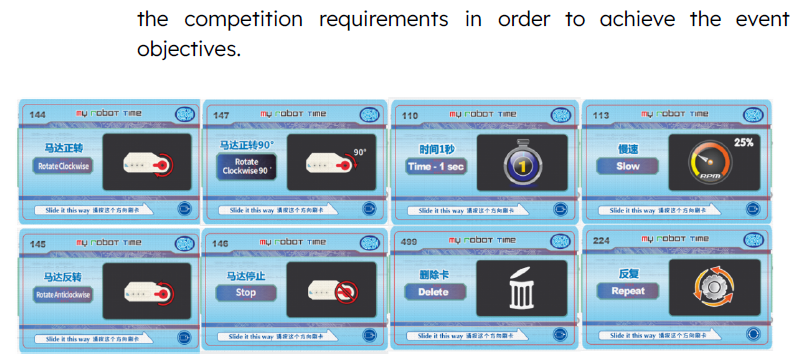 the competition requirements in order to achieve the event
objectives.
144 my robot time
马达正转
Rotate Clockwise
Slide it this way 请按这个方向刷卡
147 my robot time
马达正转90°
Rotate
Clockwise 90°
90°
Slide it this way 请按这个方向刷卡
110 my robot time
时间1秒
Time - 1 sec
1
Slide it this way 请按这个方向刷卡
113 my robot time
慢速
Slow
25%
RPM
Slide it this way 请按这个方向刷卡
145 my robot time
马达反转
Rotate Anticlockwise
Slide it this way 请按这个方向刷卡
146 my robot time
马达停止
Stop
Slide it this way 请按这个方向刷卡
499 my robot time
删除卡
Delete
Slide it this way 请按这个方向刷卡
224 my robot time
反复
Repeat
Slide it this way 请按这个方向刷卡